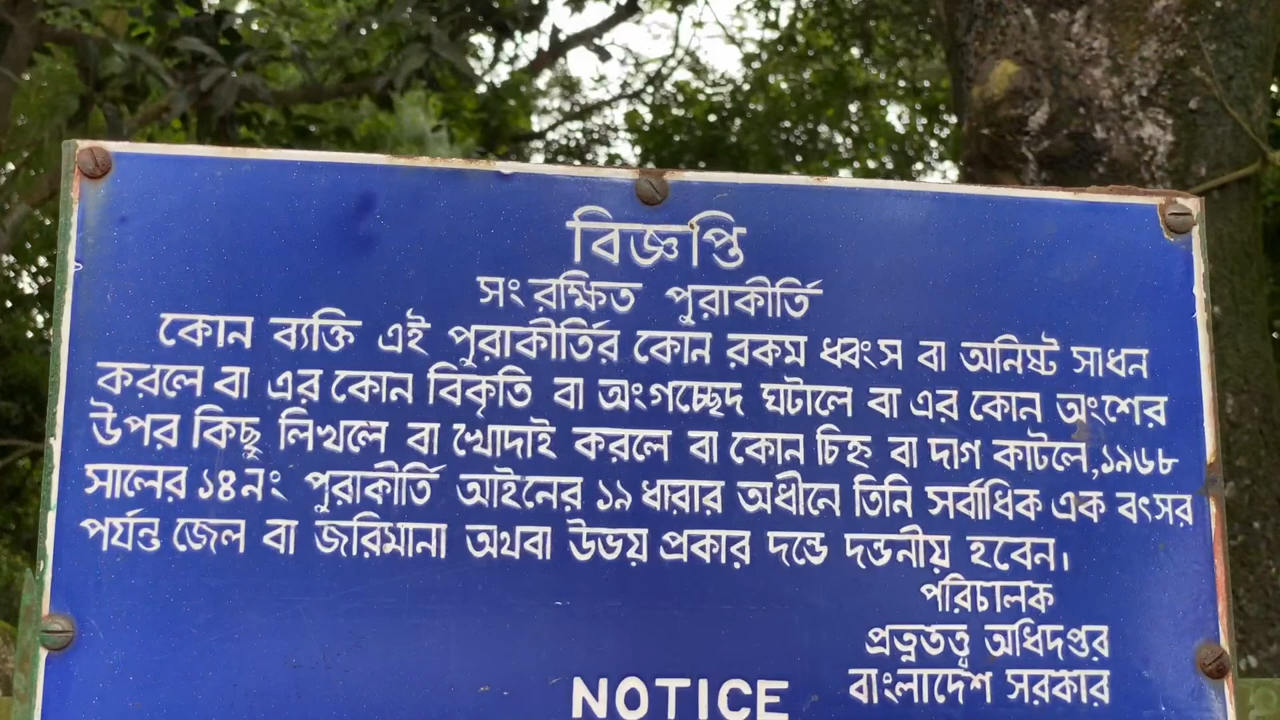 বিজ্ঞপ্তি
সংরক্ষিত পুরাকীর্তি
কোন ব্যক্তি এই পুরাকীর্তির কোন রকম ধ্বংস বা অনিষ্ট সাধন
করলে বা এর কোন বিকৃতি বা অংগচ্ছেদ ঘটালে বা এর কোন অংশের
উপর কিছু লিখলে বা খোদাই করলে বা কোন চিহ্ন বা দাগ কাটলে,১৯৬৮
সালের ১৪নং পুরাকীর্তি আইনের ১৯ ধারার অধীনে তিনি সর্বাধিক এক বৎসর
পর্যন্ত জেল বা জরিমানা অথবা উভয় প্রকার দন্ডে দন্ডনীয় হবেন।
পরিচালক
প্রত্নতত্ত্ব অধিদপ্তর
বাংলাদেশ সরকার
NOTICE